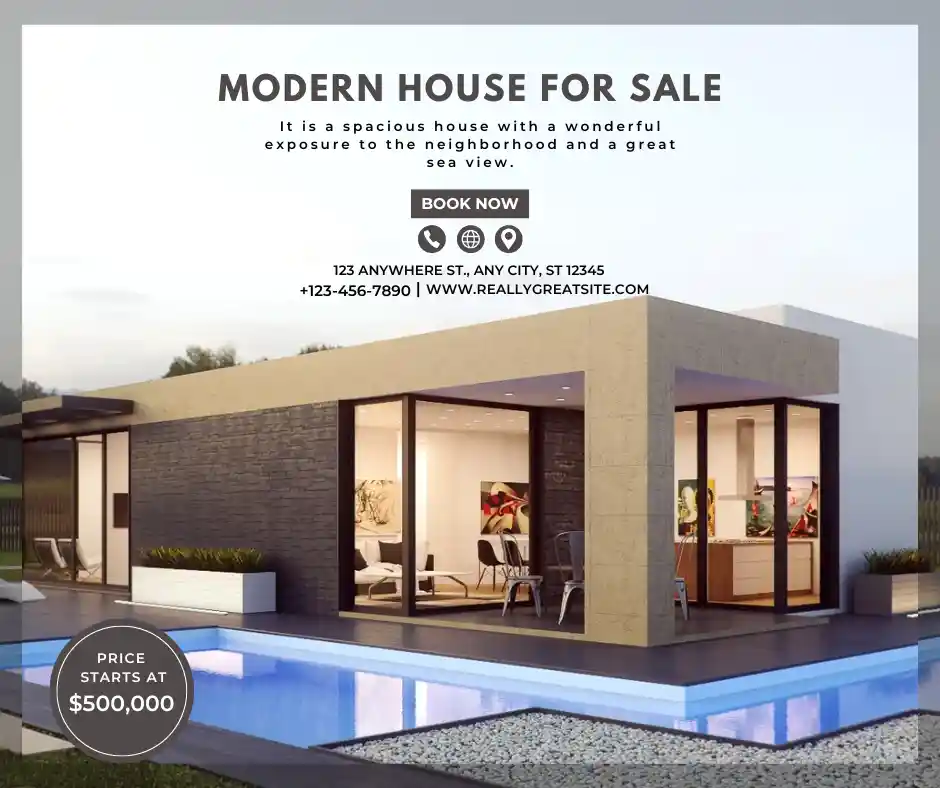 MODERN HOUSE FOR SALE
It is a spacious house with a wonderful
exposure to the neighborhood and a great
sea view.
BOOK NOW
123 ANYWHERE ST., ANY CITY, ST 12345
+123-456-7890 | WWW.REALLYGREATSITE.COM
PRICE
STARTS AT
$500,000